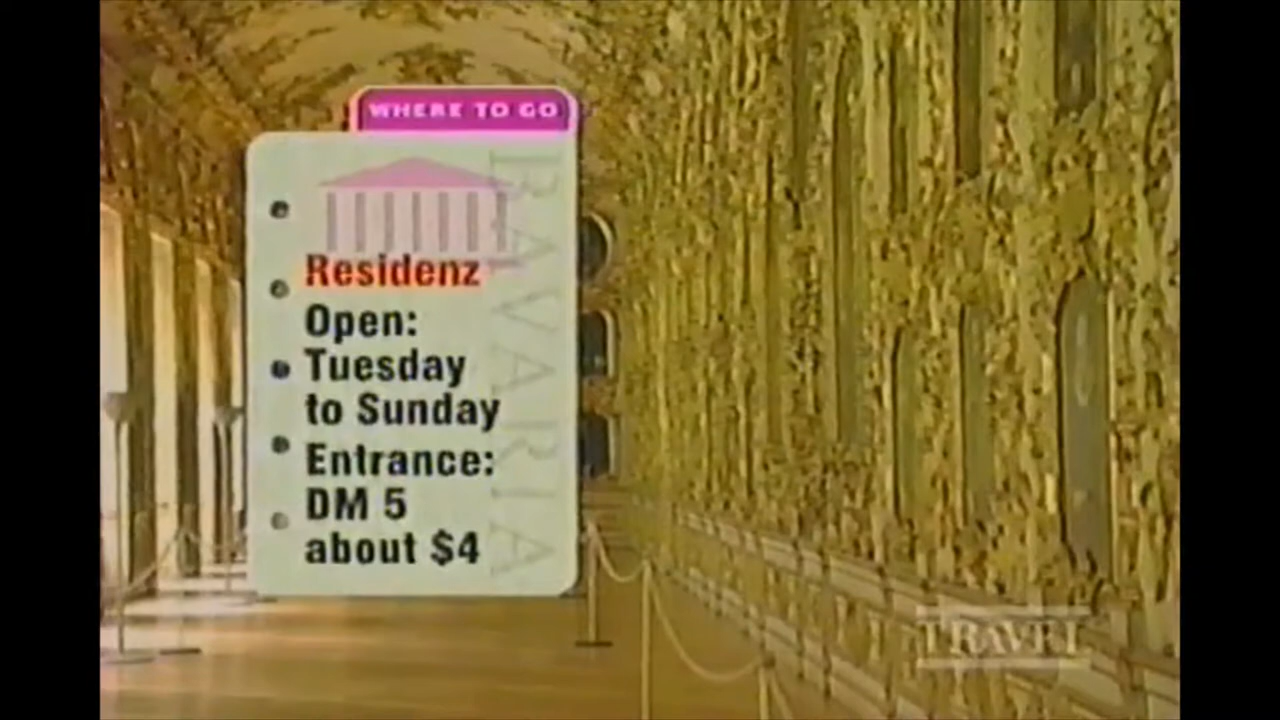 WHERE TO GO
BAVARIA
Residenz
Open:
Tuesday
to Sunday
Entrance:
DM 5
about $4
TRAVEL